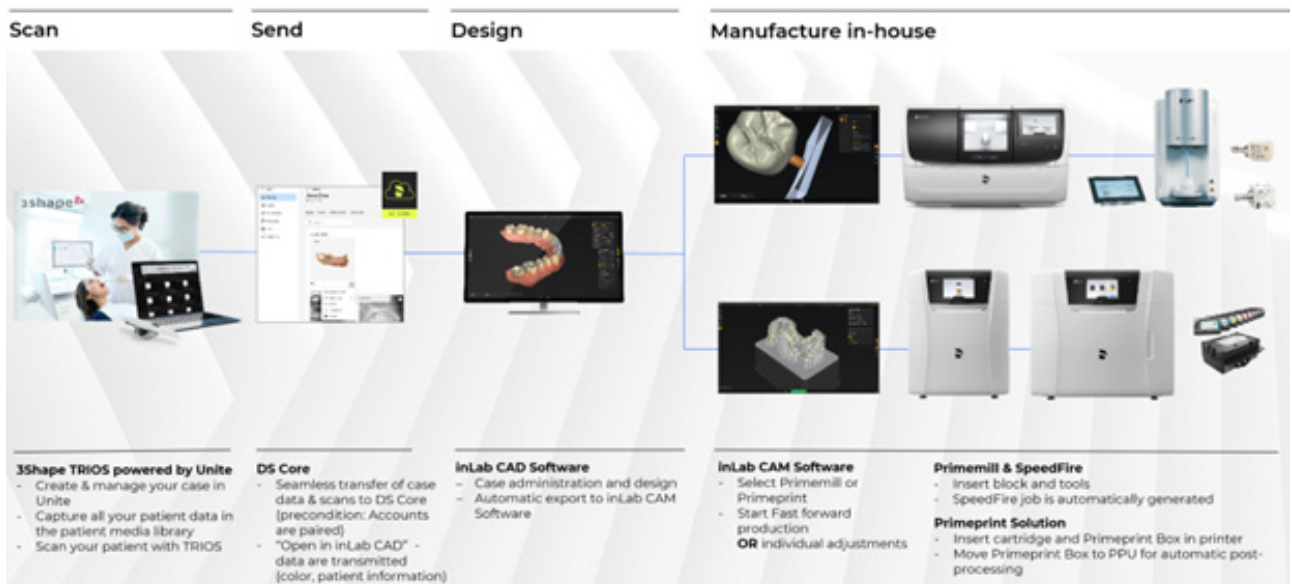 Scan
Send
Design
Manufacture in-house
3shape
3Shape TRIOS powered by Unite
- Create & manage your case in
Unite
- Capture all your patient data in
the patient media library
- Scan your patient with TRIOS
DS Core
- Seamless transfer of case
data & scans to DS Core
(precondition: Accounts
are paired)
- "Open in inLab CAD" -
data are transmitted
(color, patient information)
inLab CAD Software
– Case administration and design
– Automatic export to inLab CAM
Software
inLab CAM Software
- Select Primemill or
Primeprint
- Start Fast forward
production
OR individual adjustments
Primemill & SpeedFire
- Insert block and tools
- SpeedFire job is automatically generated
Primeprint Solution
- Insert cartridge and Primeprint Box in printer
- Move Primeprint Box to PPU for automatic post-
processing